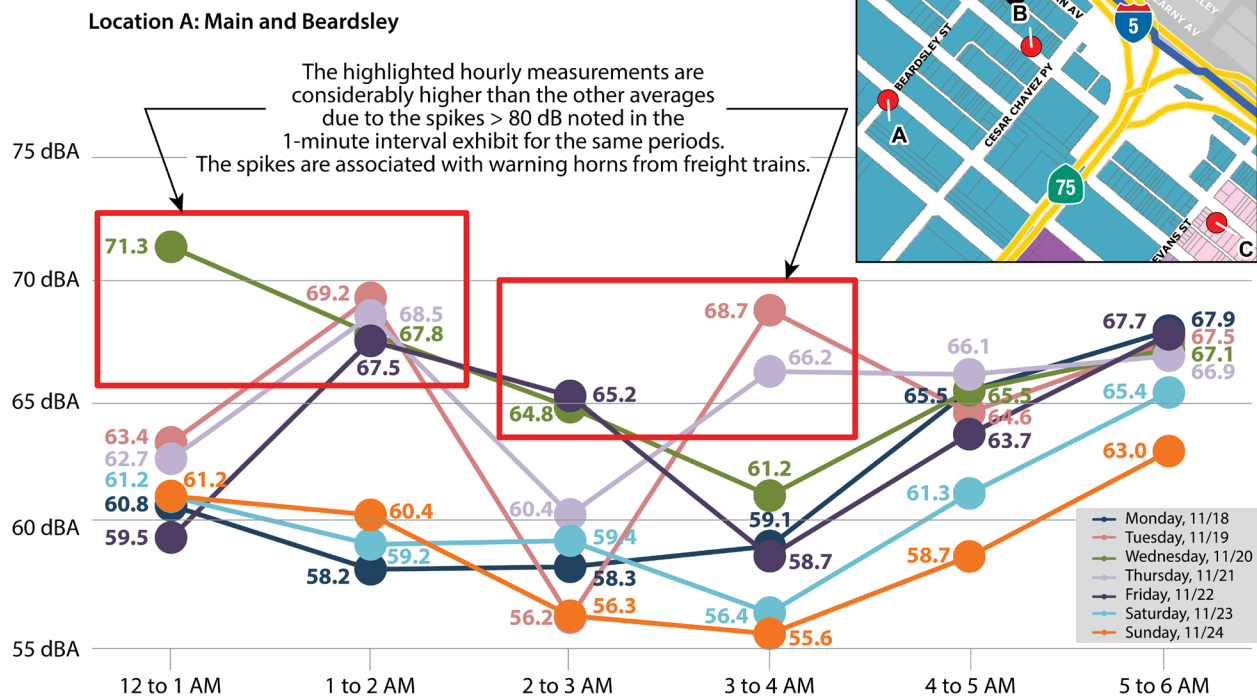 Location A: Main and Beardsley
The highlighted hourly measurements are
considerably higher than the other averages
due to the spikes > 80 dB noted in the
1-minute interval exhibit for the same periods.
The spikes are associated with warning horns from freight trains.
B
5
BEARDSLEY ST
CESAR CHAVEZ PY
A
75
EVANS ST
C
75 dBA
70 dBA
65 dBA
60 dBA
55 dBA
71.3
63.4
62.7
61.2
61.2
60.8
59.5
69.2
68.5
67.8
67.5
60.4
59.2
58.2
65.2
64.8
60.4
59.4
58.3
56.2
56.3
68.7
66.2
61.2
59.1
58.7
56.4
55.6
66.1
65.5
65.5
64.6
63.7
61.3
58.7
67.7
67.9
67.5
67.1
66.9
65.4
63.0
Monday, 11/18
Tuesday, 11/19
Wednesday, 11/20
Thursday, 11/21
Friday, 11/22
Saturday, 11/23
Sunday, 11/24
12 to 1 AM
1 to 2 AM
2 to 3 AM
3 to 4 AM
4 to 5 AM
5 to 6 AM